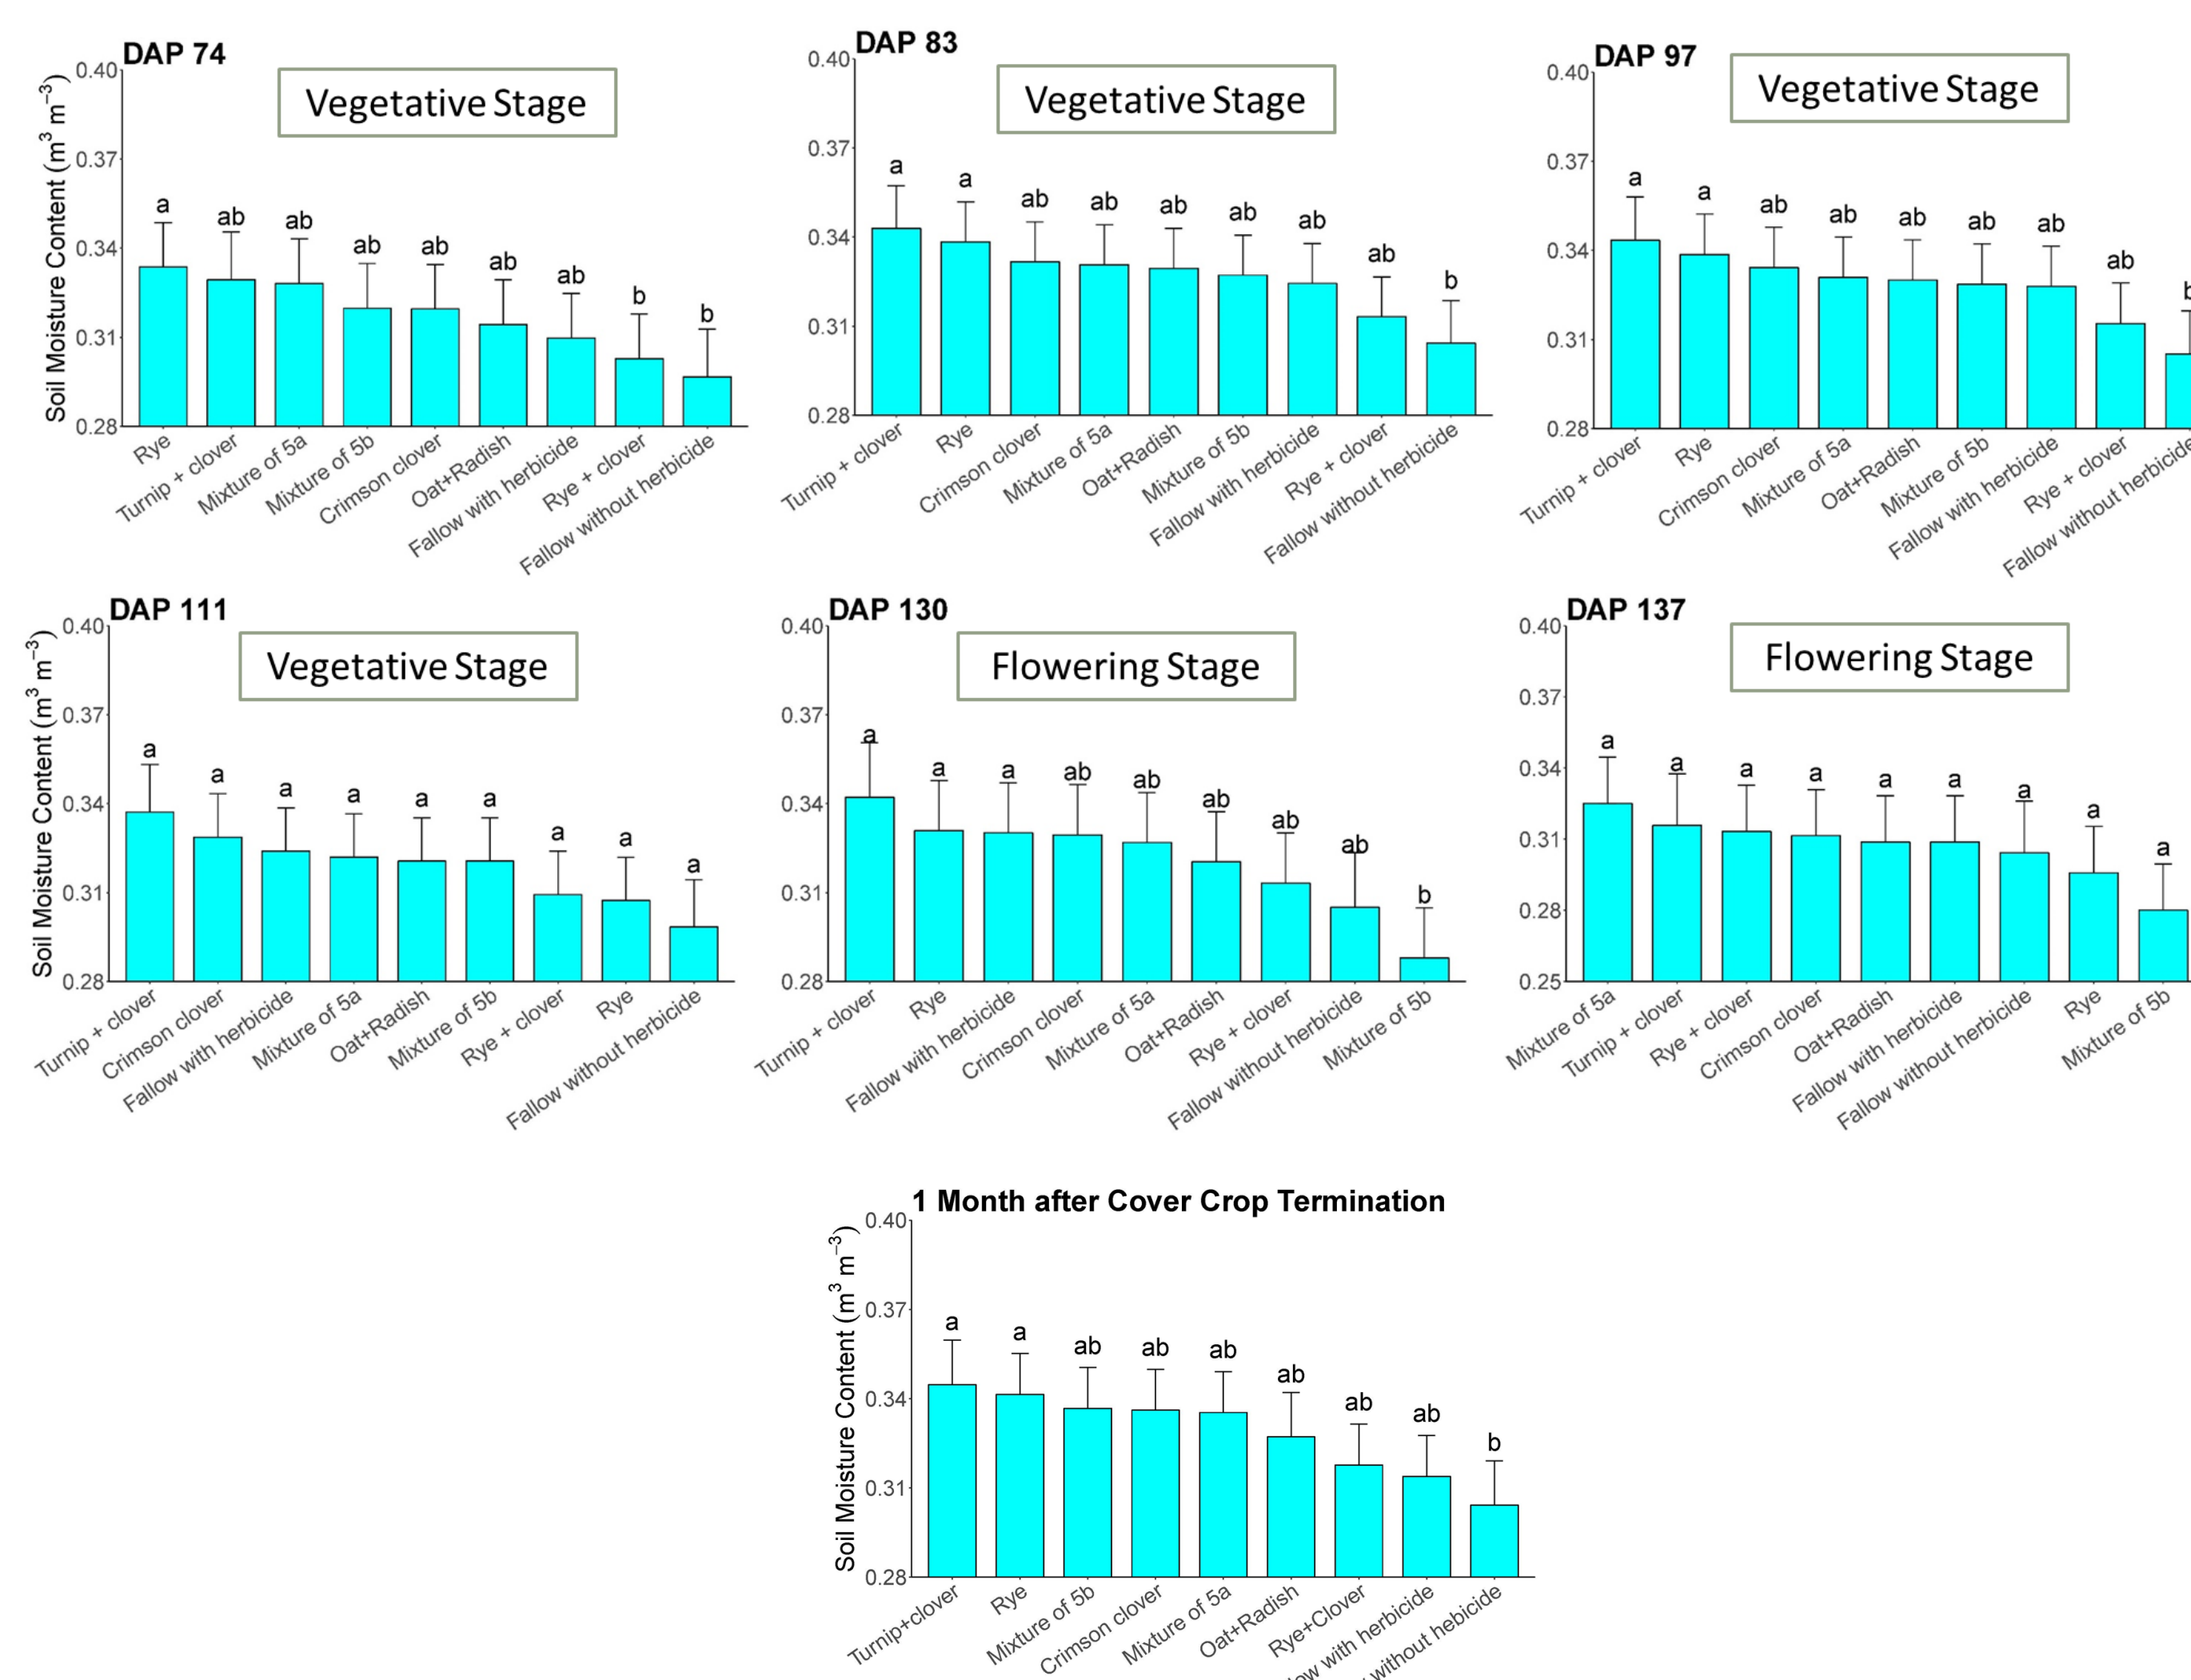 DAP 74
Vegetative Stage
Soil Moisture Content (m³ m⁻³)
0.40
0.37
0.34
0.31
0.28
a
ab
ab
ab
ab
ab
ab
b
b
Rye
Turnip + clover
Mixture of 5a
Mixture of 5b
Crimson clover
Oat+Radish
Fallow with herbicide
Rye + clover
Fallow without herbicide
DAP 83
Vegetative Stage
0.40
0.37
0.34
0.31
0.28
a
a
ab
ab
ab
ab
ab
ab
b
Turnip + clover
Rye
Crimson clover
Mixture of 5a
Oat+Radish
Mixture of 5b
Fallow with herbicide
Rye + clover
Fallow without herbicide
DAP 97
Vegetative Stage
0.40
0.37
0.34
0.31
0.28
a
a
ab
ab
ab
ab
ab
ab
b
Turnip + clover
Rye
Crimson clover
Mixture of 5a
Oat+Radish
Mixture of 5b
Fallow with herbicide
Rye + clover
Fallow without herbicide
DAP 111
Vegetative Stage
Soil Moisture Content (m³ m⁻³)
0.40
0.37
0.34
0.31
0.28
a
a
a
a
a
a
a
a
a
Turnip + clover
Crimson clover
Fallow with herbicide
Mixture of 5a
Oat+Radish
Mixture of 5b
Rye + clover
Rye
Fallow without herbicide
DAP 130
Flowering Stage
0.40
0.37
0.34
0.31
0.28
a
a
a
ab
ab
ab
ab
ab
b
Turnip + clover
Rye
Fallow with herbicide
Crimson clover
Mixture of 5a
Oat+Radish
Rye + clover
Fallow without herbicide
Mixture of 5b
DAP 137
Flowering Stage
0.40
0.37
0.34
0.31
0.28
0.25
a
a
a
a
a
a
a
a
a
Mixture of 5a
Turnip + clover
Rye + clover
Crimson clover
Oat+Radish
Fallow with herbicide
Fallow without herbicide
Rye
Mixture of 5b
1 Month after Cover Crop Termination
Soil Moisture Content (m³ m⁻³)
0.40
0.37
0.34
0.31
0.28
a
a
ab
ab
ab
ab
ab
ab
b
Turnip+clover
Rye
Mixture of 5b
Crimson clover
Mixture of 5a
Oat+Radish
Rye+Clover
with herbicide
without hebicide